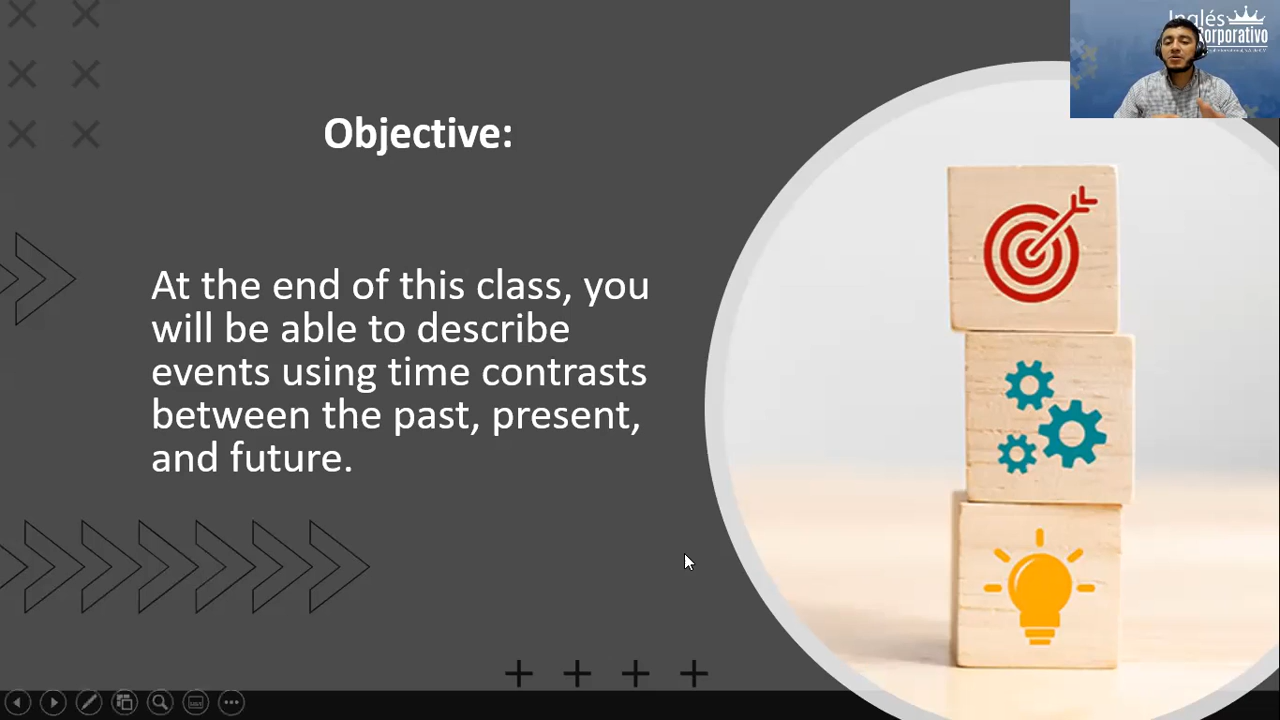 Inglés
Corporativo
Objective:
At the end of this class, you
will be able to describe
events using time contrasts
between the past, present,
and future.